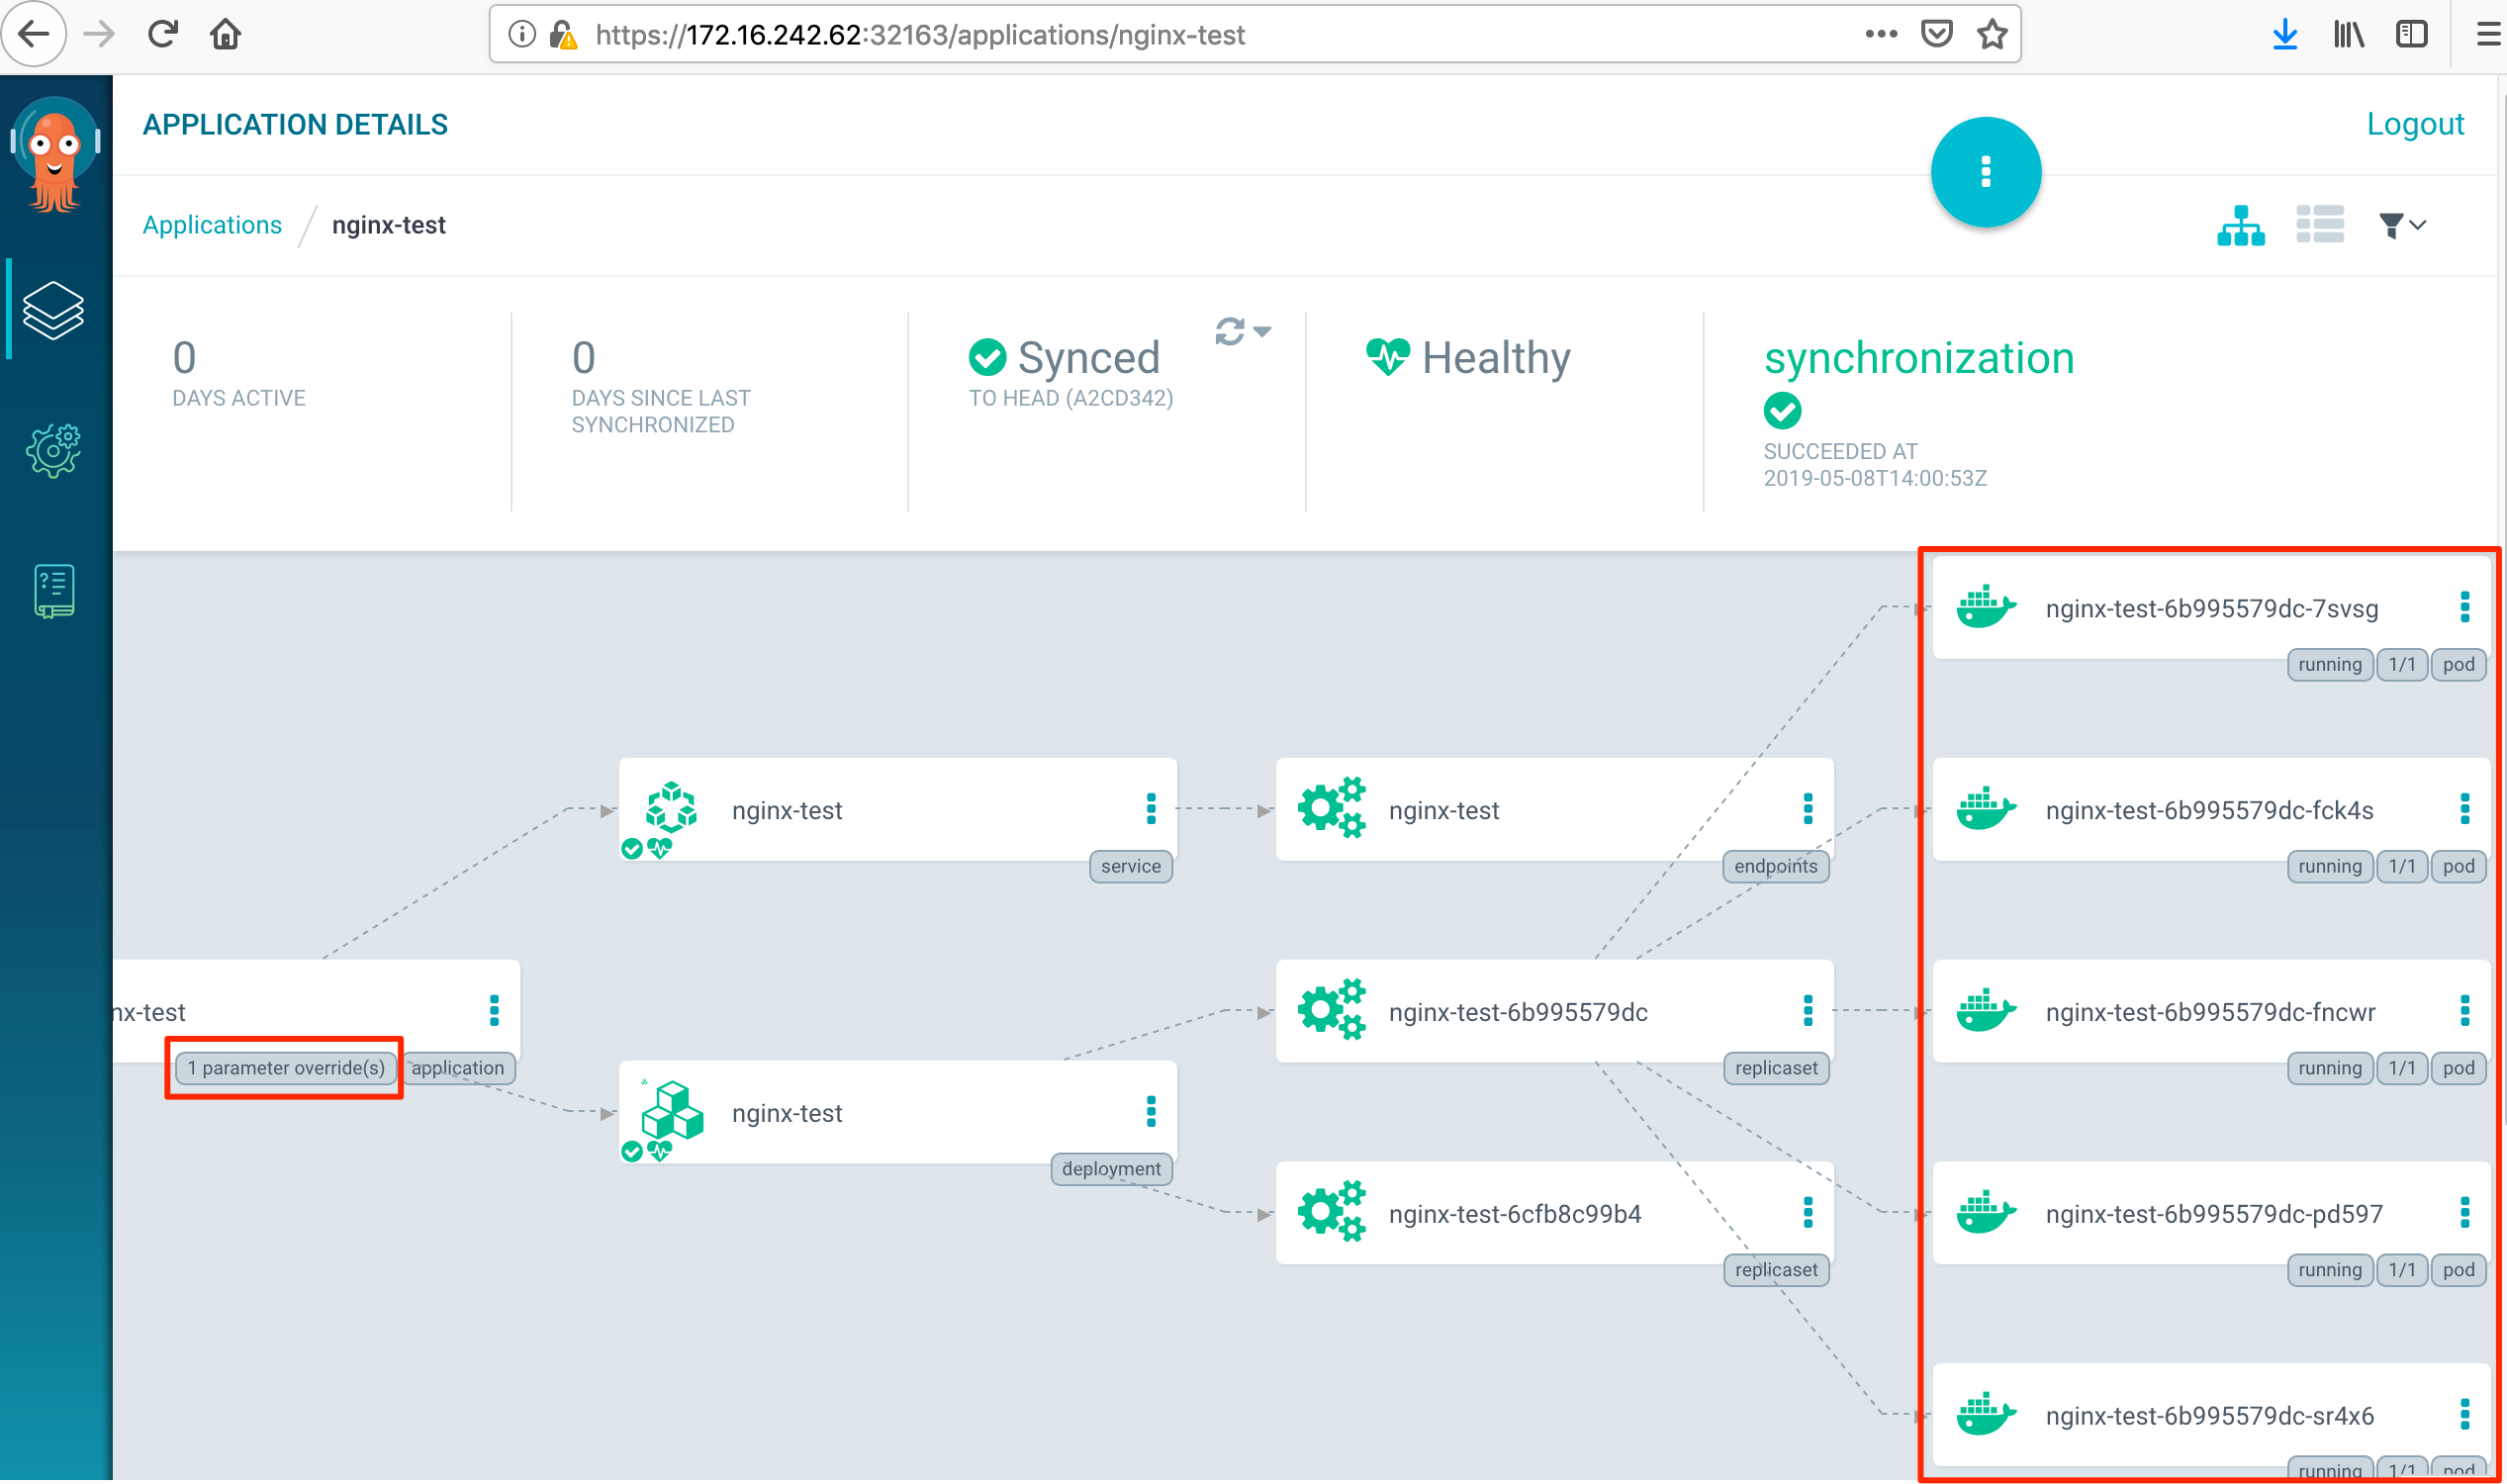 https://172.16.242.62:32163/applications/nginx-test
APPLICATION DETAILS
Logout
Applications / nginx-test
0
DAYS ACTIVE
0
DAYS SINCE LAST
SYNCHRONIZED
Synced
TO HEAD (A2CD342)
Healthy
synchronization
SUCCEEDED AT
2019-05-08T14:00:53Z
nginx-test-6b995579dc-7svsg
running 1/1 pod
nginx-test
service
nginx-test
endpoints
nginx-test-6b995579dc-fck4s
running 1/1 pod
nx-test
1 parameter override(s) application
nginx-test-6b995579dc
replicaset
nginx-test-6b995579dc-fncwr
running 1/1 pod
nginx-test
deployment
nginx-test-6cfb8c99b4
replicaset
nginx-test-6b995579dc-pd597
running 1/1 pod
nginx-test-6b995579dc-sr4x6
running 1/1 pod